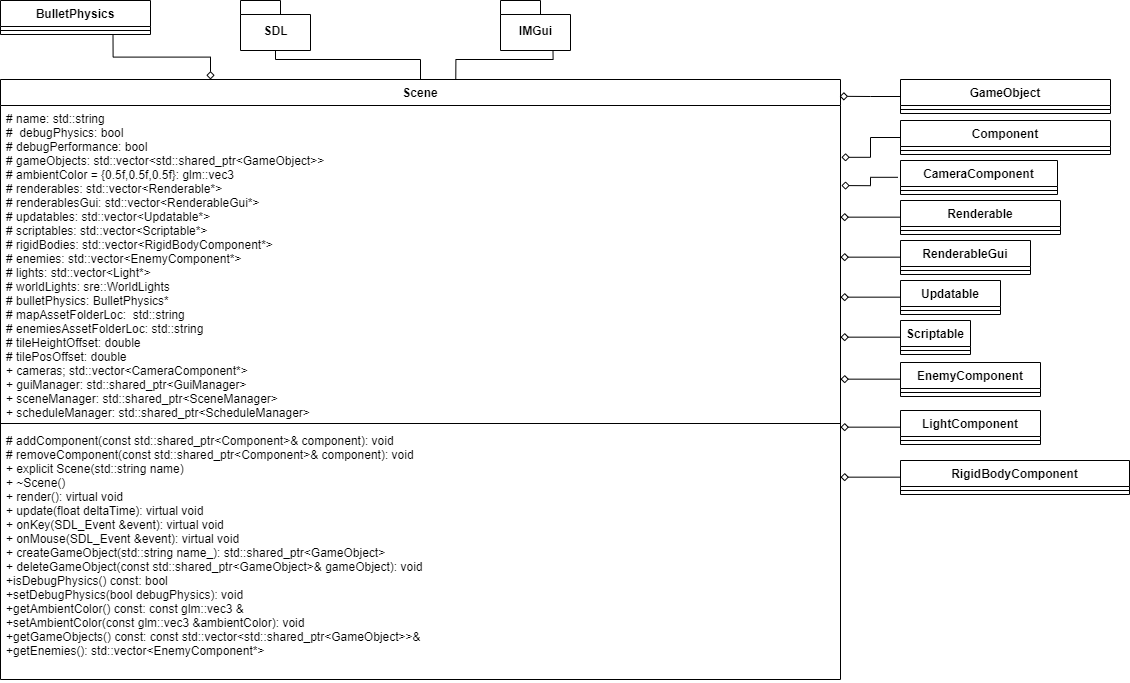 BulletPhysics
SDL
IMGui
Scene
# name: std::string
#  debugPhysics: bool
# debugPerformance: bool
# gameObjects: std::vector<std::shared_ptr<GameObject>>
# ambientColor = {0.5f,0.5f,0.5f}: glm::vec3
# renderables: std::vector<Renderable*>
# renderablesGui: std::vector<RenderableGui*>
# updatables: std::vector<Updatable*>
# scriptables: std::vector<Scriptable*>
# rigidBodies: std::vector<RigidBodyComponent*>
# enemies: std::vector<EnemyComponent*>
# lights: std::vector<Light*>
# worldLights: sre::WorldLights
# bulletPhysics: BulletPhysics*
# mapAssetFolderLoc:  std::string
# enemiesAssetFolderLoc: std::string
# tileHeightOffset: double
# tilePosOffset: double
+ cameras; std::vector<CameraComponent*>
+ guiManager: std::shared_ptr<GuiManager>
+ sceneManager: std::shared_ptr<SceneManager>
+ scheduleManager: std::shared_ptr<ScheduleManager>
# addComponent(const std::shared_ptr<Component>& component): void
# removeComponent(const std::shared_ptr<Component>& component): void
+ explicit Scene(std::string name)
+ ~Scene()
+ render(): virtual void
+ update(float deltaTime): virtual void
+ onKey(SDL_Event &event): virtual void
+ onMouse(SDL_Event &event): virtual void
+ createGameObject(std::string name_): std::shared_ptr<GameObject>
+ deleteGameObject(const std::shared_ptr<GameObject>& gameObject): void
+isDebugPhysics() const: bool
+setDebugPhysics(bool debugPhysics): void
+getAmbientColor() const: const glm::vec3 &
+setAmbientColor(const glm::vec3 &ambientColor): void
+getGameObjects() const: const std::vector<std::shared_ptr<GameObject>>&
+getEnemies(): std::vector<EnemyComponent*>
GameObject
Component
CameraComponent
Renderable
RenderableGui
Updatable
Scriptable
EnemyComponent
LightComponent
RigidBodyComponent